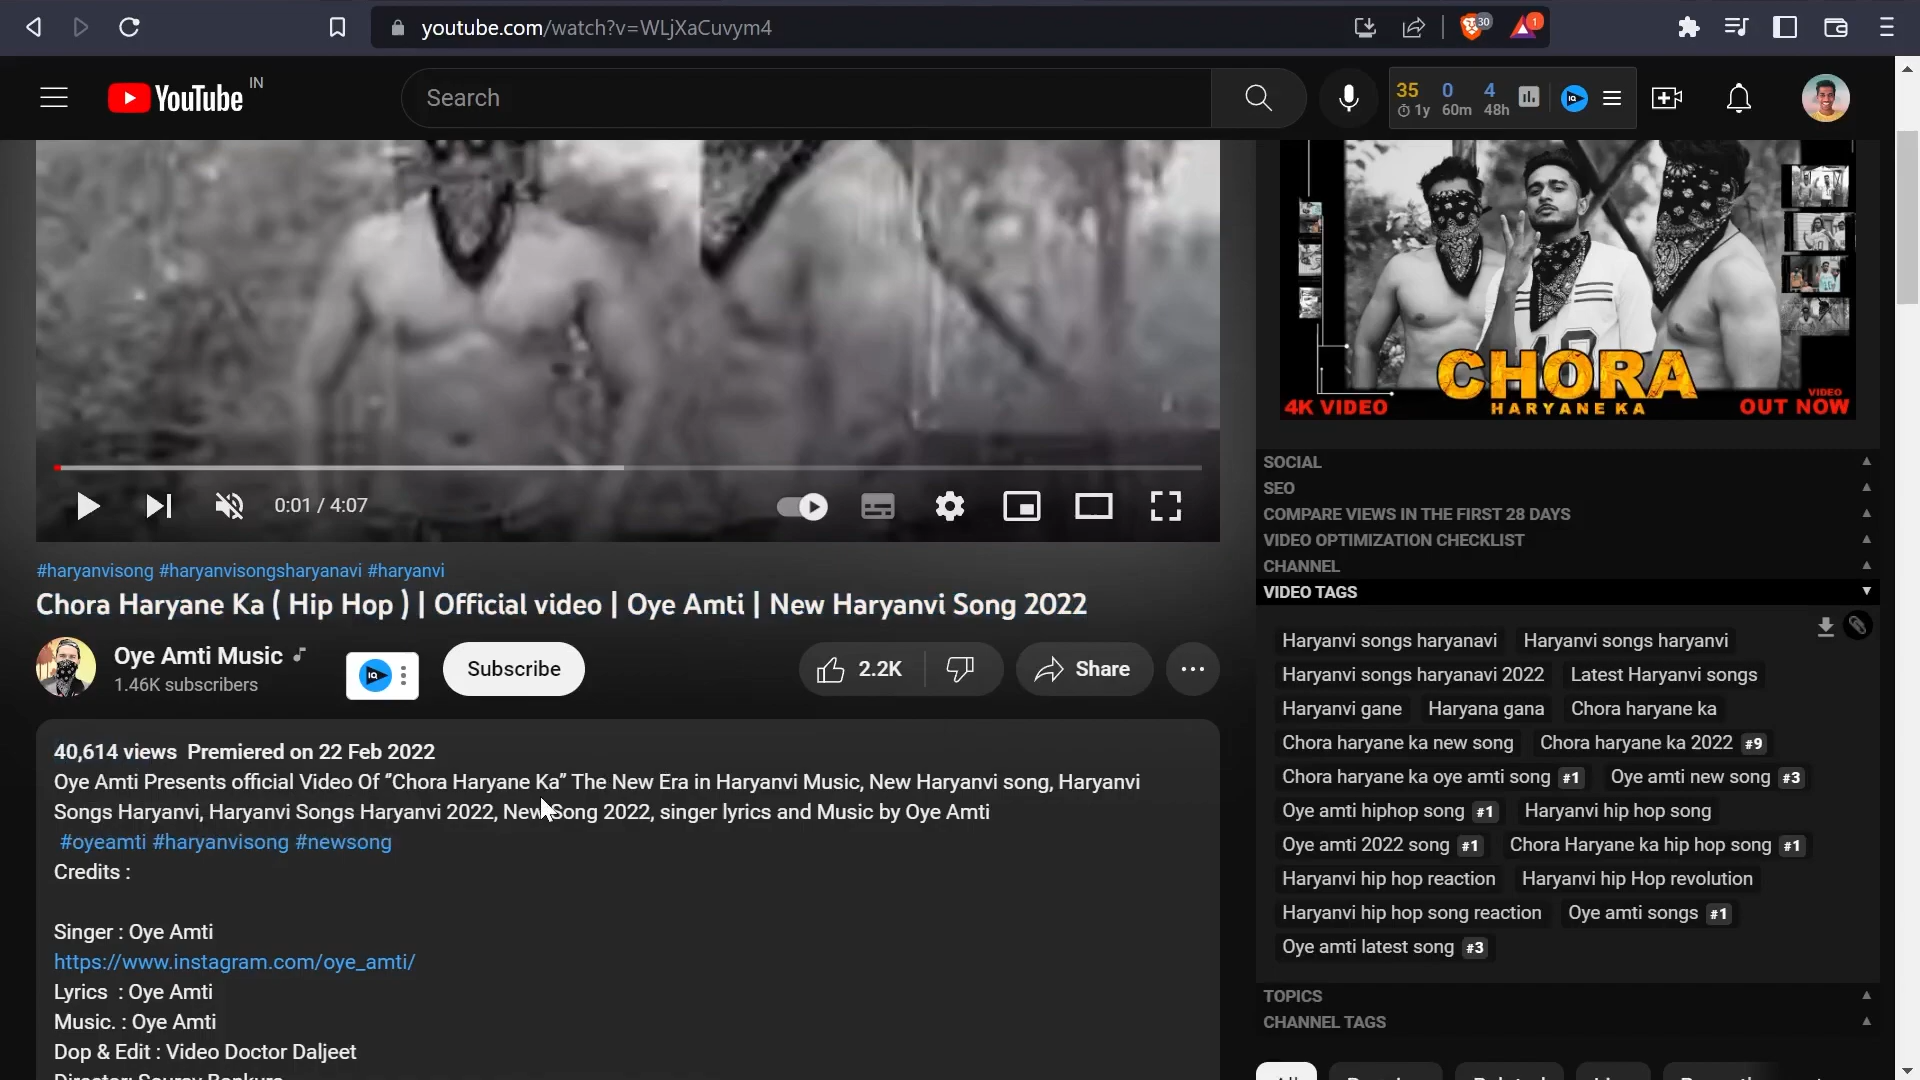 youtube.com/watch?v=WLjXaCuvym4
30
1
YouTube IN
Search
35 0 4
1y 60m 48h
IQ
CHORA
HARYANE KA
4K VIDEO
VIDEO
OUT NOW
0:01 / 4:07
#haryanvisong #haryanvisongsharyanavi #haryanvi
Chora Haryane Ka ( Hip Hop ) | Official video | Oye Amti | New Haryanvi Song 2022
Oye Amti Music
1.46K subscribers
IQ
Subscribe
2.2K
Share
40,614 views Premiered on 22 Feb 2022
Oye Amti Presents official Video Of “Chora Haryane Ka” The New Era in Haryanvi Music, New Haryanvi song, Haryanvi
Songs Haryanvi, Haryanvi Songs Haryanvi 2022, New Song 2022, singer lyrics and Music by Oye Amti
#oyeamti #haryanvisong #newsong
Credits :
Singer : Oye Amti
https://www.instagram.com/oye_amti/
Lyrics : Oye Amti
Music. : Oye Amti
Dop & Edit : Video Doctor Daljeet
SOCIAL
SEO
COMPARE VIEWS IN THE FIRST 28 DAYS
VIDEO OPTIMIZATION CHECKLIST
CHANNEL
VIDEO TAGS
Haryanvi songs haryanavi Haryanvi songs haryanvi
Haryanvi songs haryanavi 2022 Latest Haryanvi songs
Haryanvi gane Haryana gana Chora haryane ka
Chora haryane ka new song Chora haryane ka 2022 #9
Chora haryane ka oye amti song #1 Oye amti new song #3
Oye amti hiphop song #1 Haryanvi hip hop song
Oye amti 2022 song #1 Chora Haryane ka hip hop song #1
Haryanvi hip hop reaction Haryanvi hip Hop revolution
Haryanvi hip hop song reaction Oye amti songs #1
Oye amti latest song #3
TOPICS
CHANNEL TAGS